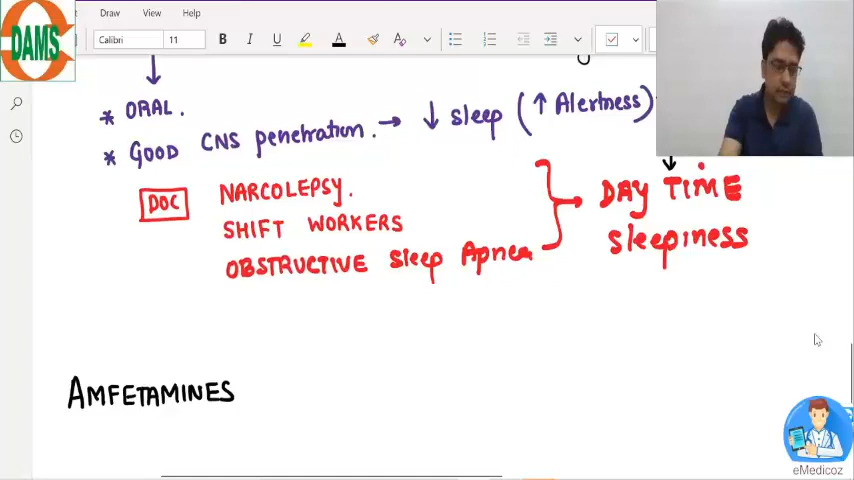 DAMS
Draw View
Calibri 11 B I U A
* ORAL.
* GOOD CNS penetration. → ↓ sleep (↑ Alertness)
DOC NARCOLEPSY.
SHIFT WORKERS
OBSTRUCTIVE Sleep Apnea
DAY TIME
sleepiness
AMFETAMINES
eMedicoz